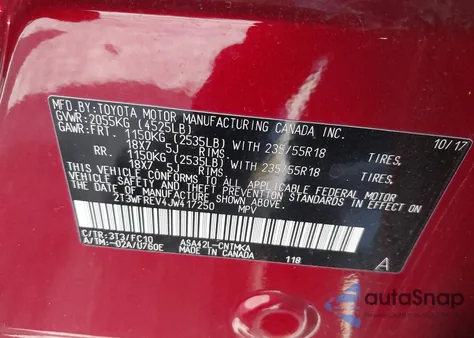 MFD.BY:TOYOTA MOTOR MANUFACTURING CANADA INC. 10/17
GVWR: 2055KG (4525LB)
GAWR:FRT. 1150KG (2535LB) WITH 235/55R18 TIRES,
18X7.5J RIMS
RR. 1150KG (2535LB) WITH 235/55R18 TIRES,
18X7.5J RIMS
THIS VEHICLE CONFORMS TO ALL APPLICABLE FEDERAL MOTOR
VEHICLE SAFETY, BUMPER, AND THEFT PREVENTION STANDARDS IN
EFFECT ON THE DATE OF MANUFACTURE SHOWN ABOVE.
2T3WFREV4JW417250 MPV
C/TR:3T3/FC10 ASA42L-CNTMKA
A/TM:-02A/U760E MADE IN CANADA 118 A
autoSnap